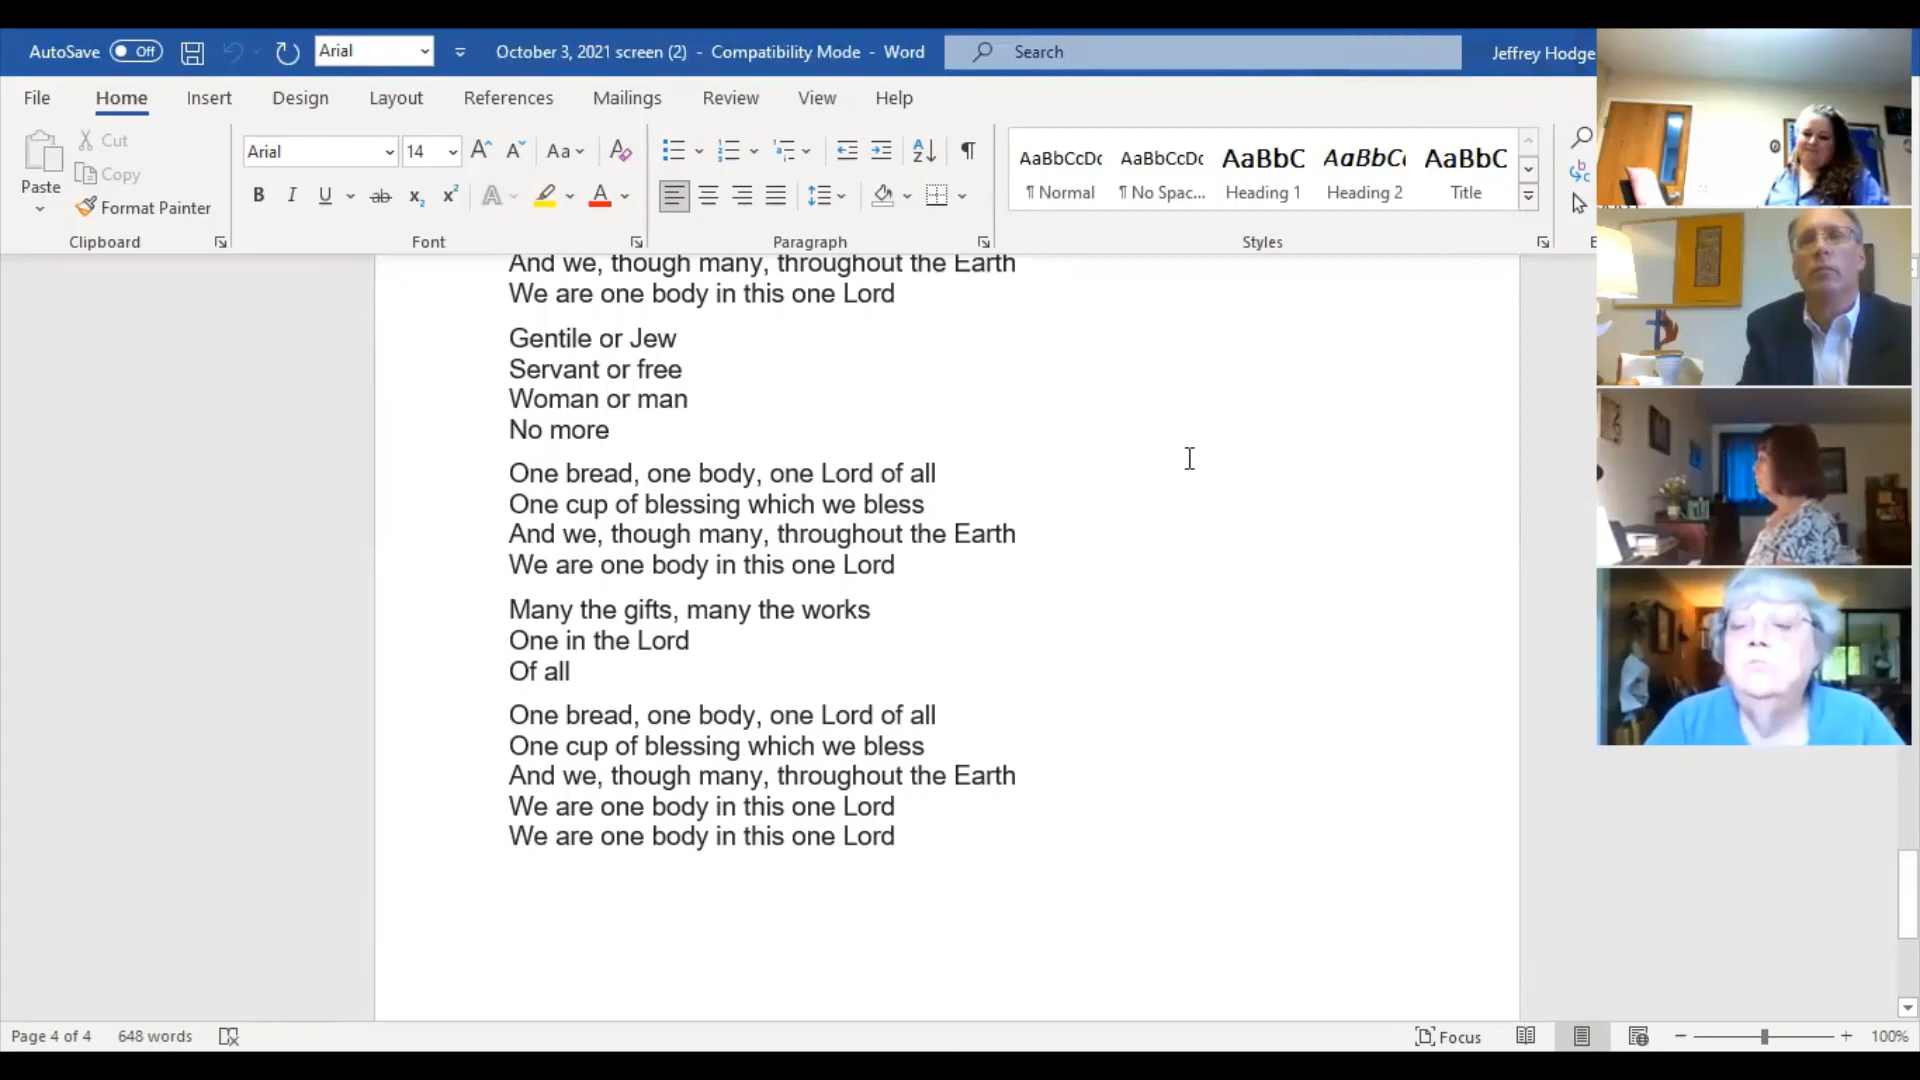 AutoSave Off Arial October 3, 2021 screen (2) - Compatibility Mode - Word Search Jeffrey Hodge
File Home Insert Design Layout References Mailings Review View Help
Paste Cut Copy Format Painter
Arial 14 Aa
B I U ab x₂ x² A A
AaBbCcDc AaBbCcDc AaBbC AaBbC AaBbC
¶ Normal ¶ No Spac... Heading 1 Heading 2 Title
Clipboard Font Paragraph Styles
And we, though many, throughout the Earth
We are one body in this one Lord
Gentile or Jew
Servant or free
Woman or man
No more
One bread, one body, one Lord of all
One cup of blessing which we bless
And we, though many, throughout the Earth
We are one body in this one Lord
Many the gifts, many the works
One in the Lord
Of all
One bread, one body, one Lord of all
One cup of blessing which we bless
And we, though many, throughout the Earth
We are one body in this one Lord
We are one body in this one Lord
Page 4 of 4 648 words Focus 100%